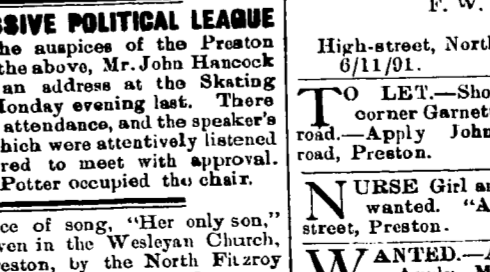 SSIVE POLITICAL LEAGUE
he auspices of the Preston
the above, Mr. John Hancock
an address at the Skating
Ionday evening last. There
attendance, and the speaker's
hich were attentively listened
red to meet with approval.
Potter occupied the chair.
ce of song, "Her only son,"
ven in the Wesleyan Church,
reston, by the North Fitzroy
F. W.
High-street, Nort
6/11/91.
TO LET.—Sho
corner Garnet
road.—Apply John
road, Preston.
NURSE Girl a
wanted. "A
street, Preston.
WANTED.—